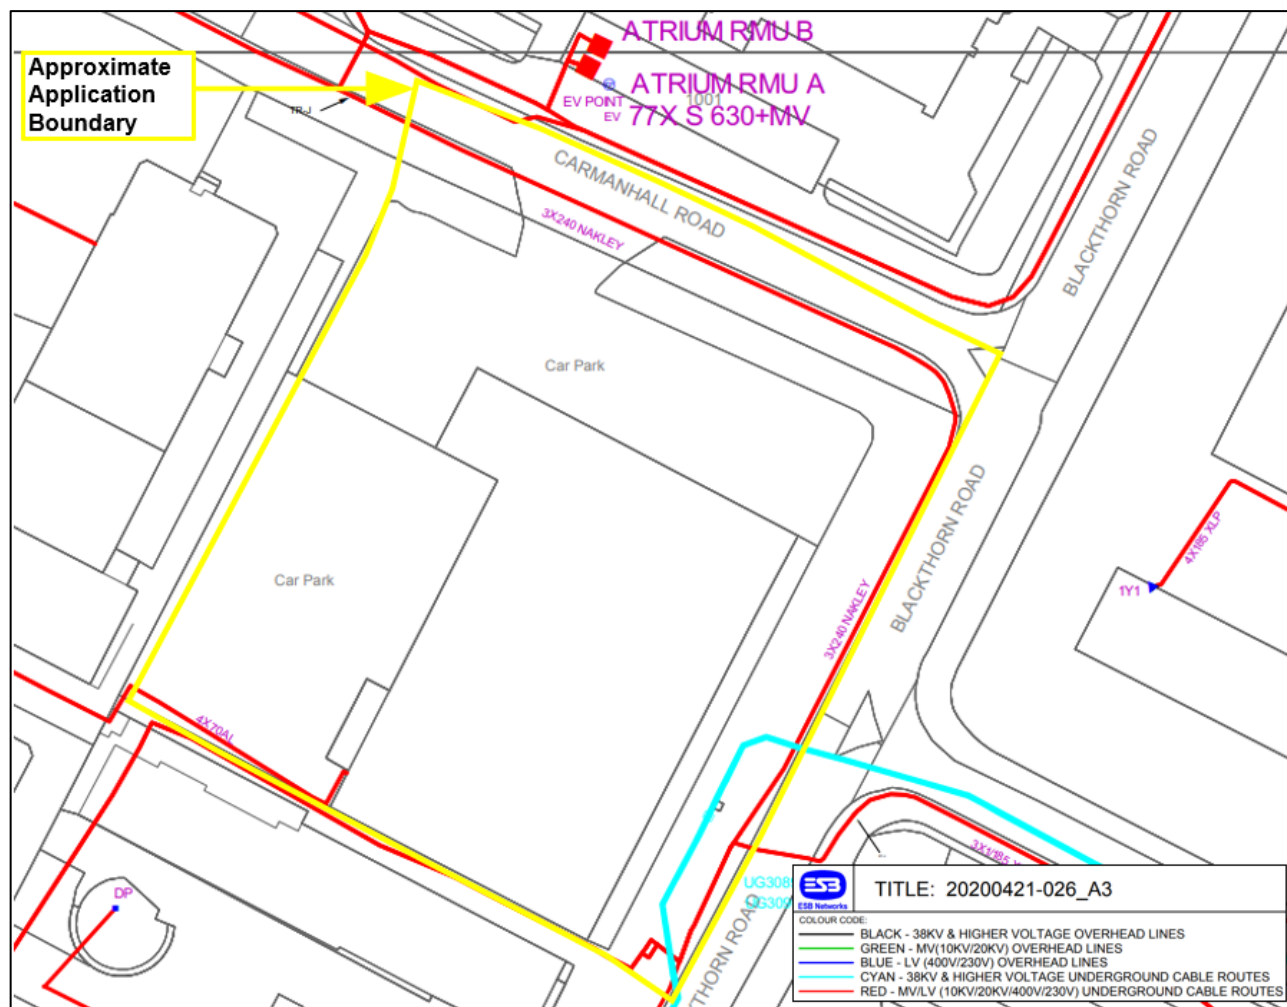 ATRIUM RMU B
Approximate
Application
Boundary
ATRIUM RMU A
EV POINT
1001
EV
77X S 630+MV
TR-J
CARMANHALL ROAD
BLACKTHORN ROAD
3X240 NAKLEY
Car Park
BLACKTHORN ROAD
4X185 XLP
1Y1
Car Park
3X240 NAKLEY
4X70AL
3X1/185 X
DP
ESB
ESB Networks
TITLE: 20200421-026_A3
COLOUR CODE:
BLACK - 38KV & HIGHER VOLTAGE OVERHEAD LINES
GREEN - MV(10KV/20KV) OVERHEAD LINES
BLUE - LV (400V/230V) OVERHEAD LINES
CYAN - 38KV & HIGHER VOLTAGE UNDERGROUND CABLE ROUTES
RED - MV/LV (10KV/20KV/400V/230V) UNDERGROUND CABLE ROUTES